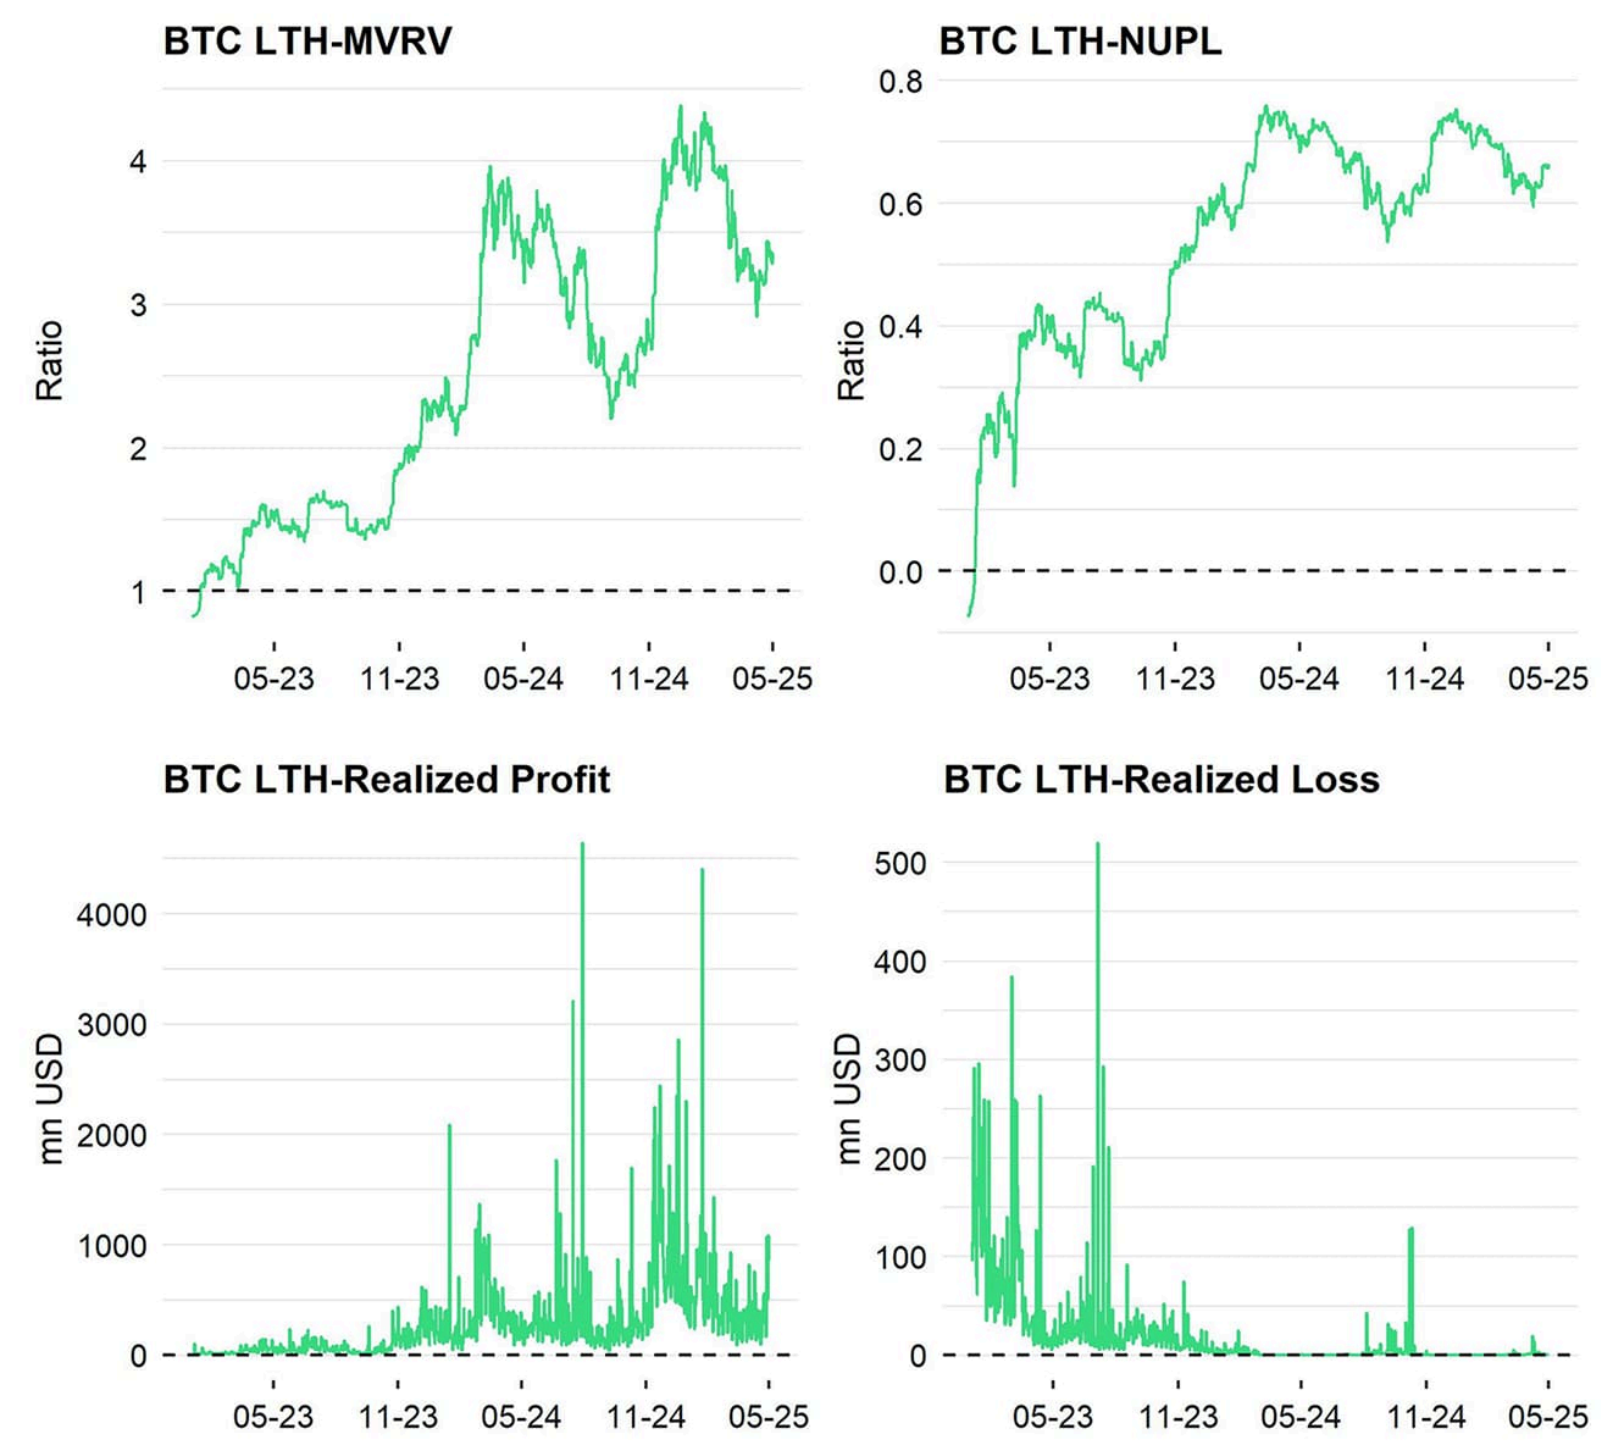 BTC LTH-MVRV
Ratio
4
3
2
1
05-23 11-23 05-24 11-24 05-25
BTC LTH-NUPL
Ratio
0.8
0.6
0.4
0.2
0.0
05-23 11-23 05-24 11-24 05-25
BTC LTH-Realized Profit
mn USD
4000
3000
2000
1000
0
05-23 11-23 05-24 11-24 05-25
BTC LTH-Realized Loss
mn USD
500
400
300
200
100
0
05-23 11-23 05-24 11-24 05-25